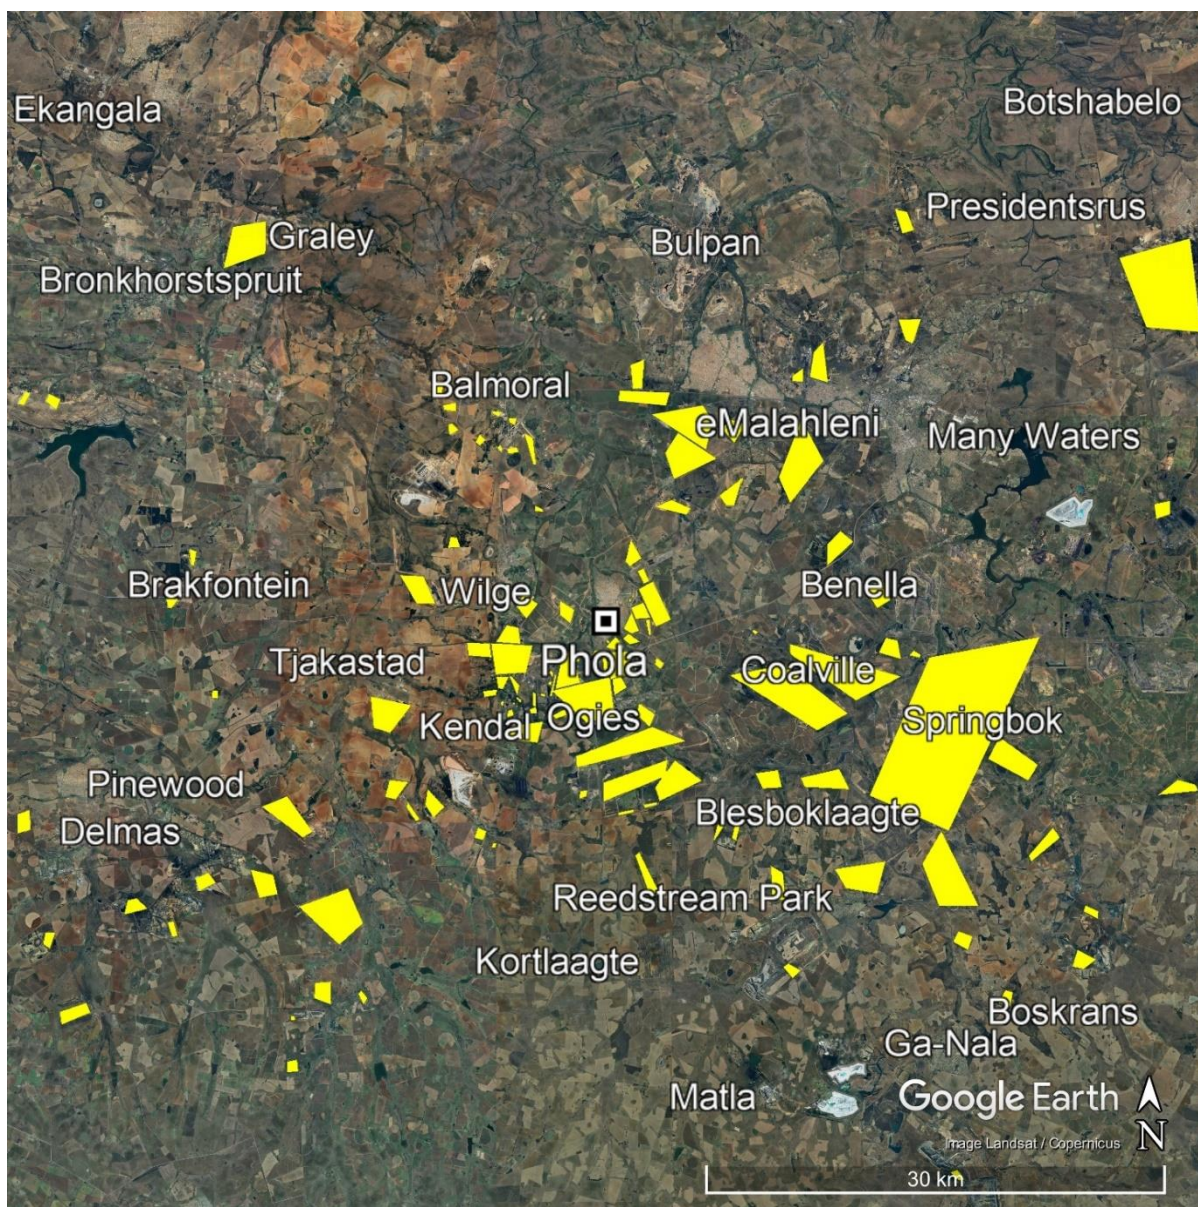 Ekangala
Botshabelo
Presidentsrus
Graley
Bulpan
Bronkhorstspruit
Balmoral
eMalahleni
Many Waters
Brakfontein
Wilge
Benella
Tjakastad
Phola
Coalville
Kendal
Ogies
Springbok
Pinewood
Delmas
Blesboklaagte
Reedstream Park
Kortlaagte
Boskrans
Ga-Nala
Matla
Google Earth
N
Image Landsat / Copernicus
30 km